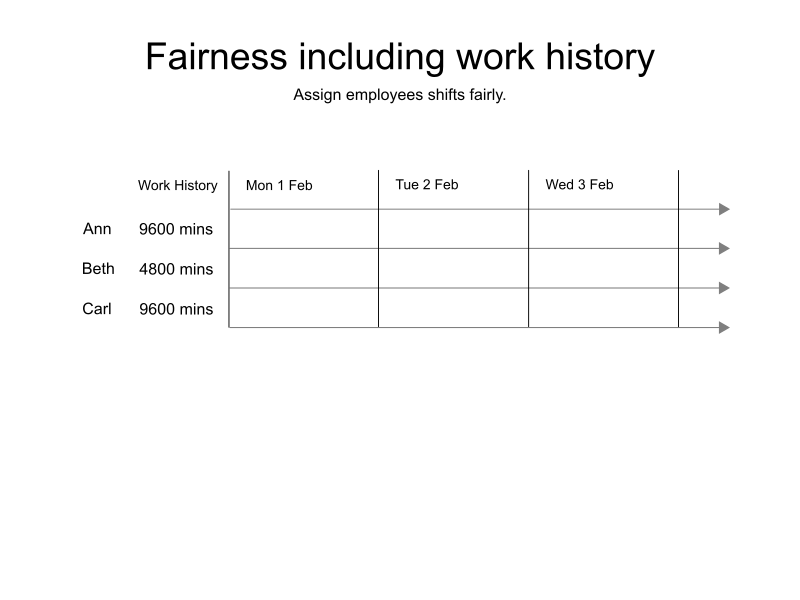 Fairness including work history
Assign employees shifts fairly.
Work History Mon 1 Feb Tue 2 Feb Wed 3 Feb
Ann 9600 mins
Beth 4800 mins
Carl 9600 mins